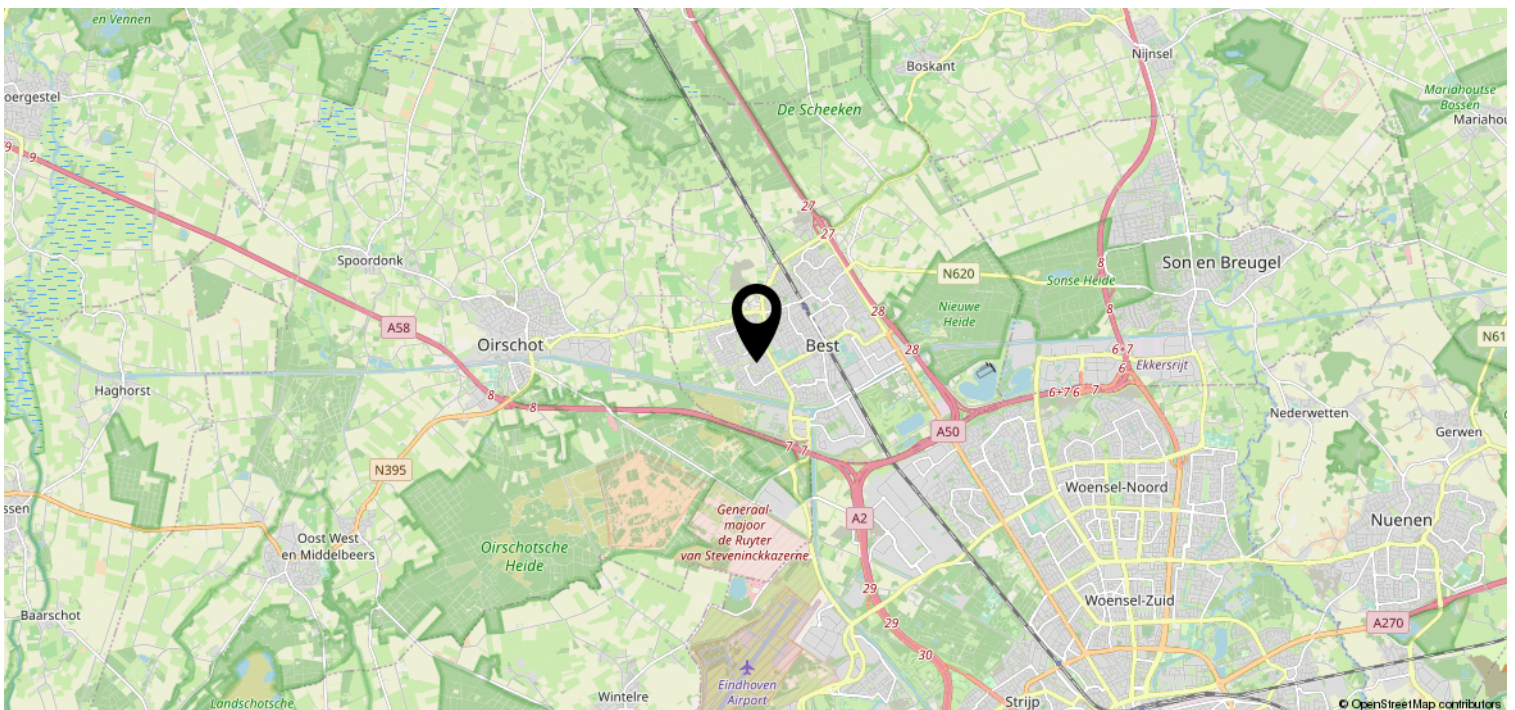 en Vennen
Nijnsel
Boskant
oergestel
De Scheeken
Mariahoutse
Bossen
Mariahou
9
9
27
27
Spoordonk
Son en Breugel
8
N620
Sonse Heide
Nieuwe
Heide
28
8
A58
N61
Oirschot
Best
28
6+7
6
Ekkersrijt
Haghorst
8
8
6+7
6
7
Nederwetten
A50
Gerwen
7
7
N395
Woensel-Noord
ssen
Generaal-
majoor
de Ruyter
van Steveninckkazerne
A2
Nuenen
Oost West
en Middelbeers
Oirschotsche
Heide
29
Woensel-Zuid
Baarschot
29
A270
30
Eindhoven
Airport
Wintelre
Strijp
Landschotsche
© OpenStreetMap contributors